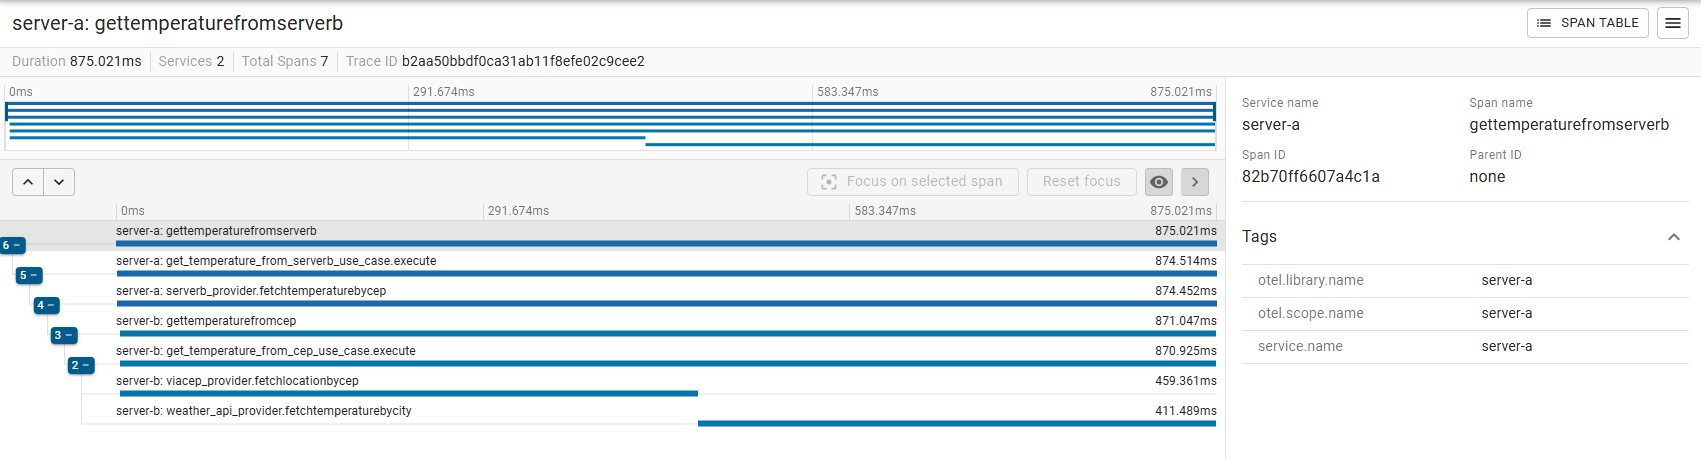 server-a: gettemperaturefromserverb
SPAN TABLE
Duration 875.021ms Services 2 Total Spans 7 Trace ID b2aa50bbdf0ca31ab11f8efe02c9cee2
0ms 291.674ms 583.347ms 875.021ms
Focus on selected span Reset focus
0ms 291.674ms 583.347ms 875.021ms
server-a: gettemperaturefromserverb 875.021ms
6 −
server-a: get_temperature_from_serverb_use_case.execute 874.514ms
5 −
server-a: serverb_provider.fetchtemperaturebycep 874.452ms
4 −
server-b: gettemperaturefromcep 871.047ms
3 −
server-b: get_temperature_from_cep_use_case.execute 870.925ms
2 −
server-b: viacep_provider.fetchlocationbycep 459.361ms
server-b: weather_api_provider.fetchtemperaturebycity 411.489ms
Service name Span name
server-a gettemperaturefromserverb
Span ID Parent ID
82b70ff6607a4c1a none
Tags
otel.library.name server-a
otel.scope.name server-a
service.name server-a